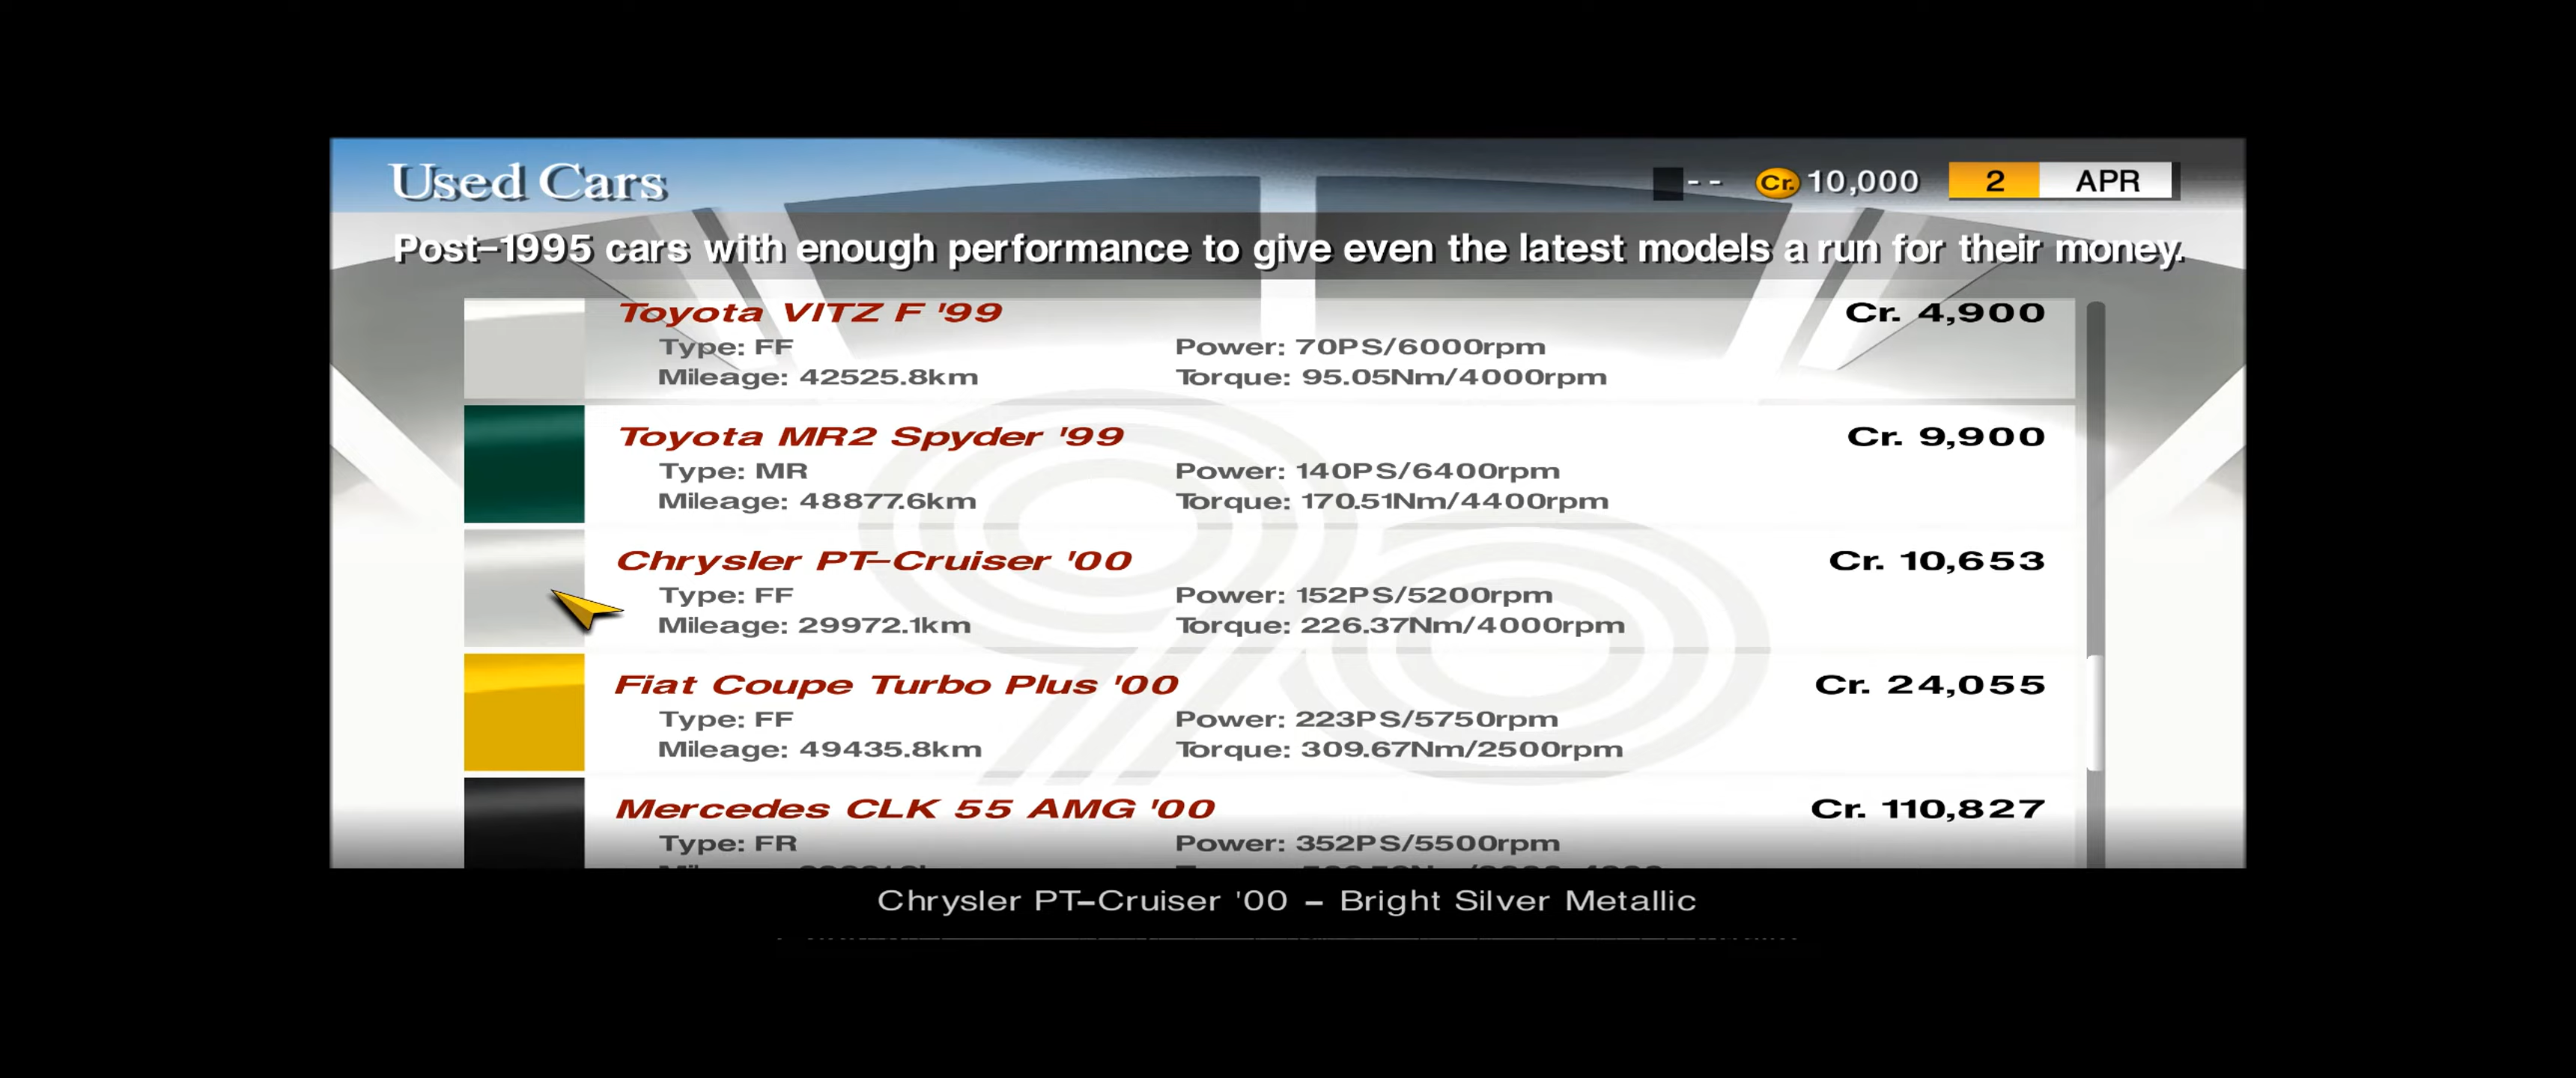 Used Cars
-- Cr. 10,000 2 APR
Post-1995 cars with enough performance to give even the latest models a run for their money.
Toyota VITZ F '99 Cr. 4,900
Type: FF Power: 70PS/6000rpm
Mileage: 42525.8km Torque: 95.05Nm/4000rpm
Toyota MR2 Spyder '99 Cr. 9,900
Type: MR Power: 140PS/6400rpm
Mileage: 48877.6km Torque: 170.51Nm/4400rpm
Chrysler PT-Cruiser '00 Cr. 10,653
Type: FF Power: 152PS/5200rpm
Mileage: 29972.1km Torque: 226.37Nm/4000rpm
Fiat Coupe Turbo Plus '00 Cr. 24,055
Type: FF Power: 223PS/5750rpm
Mileage: 49435.8km Torque: 309.67Nm/2500rpm
Mercedes CLK 55 AMG '00 Cr. 110,827
Type: FR Power: 352PS/5500rpm
Chrysler PT-Cruiser '00 - Bright Silver Metallic